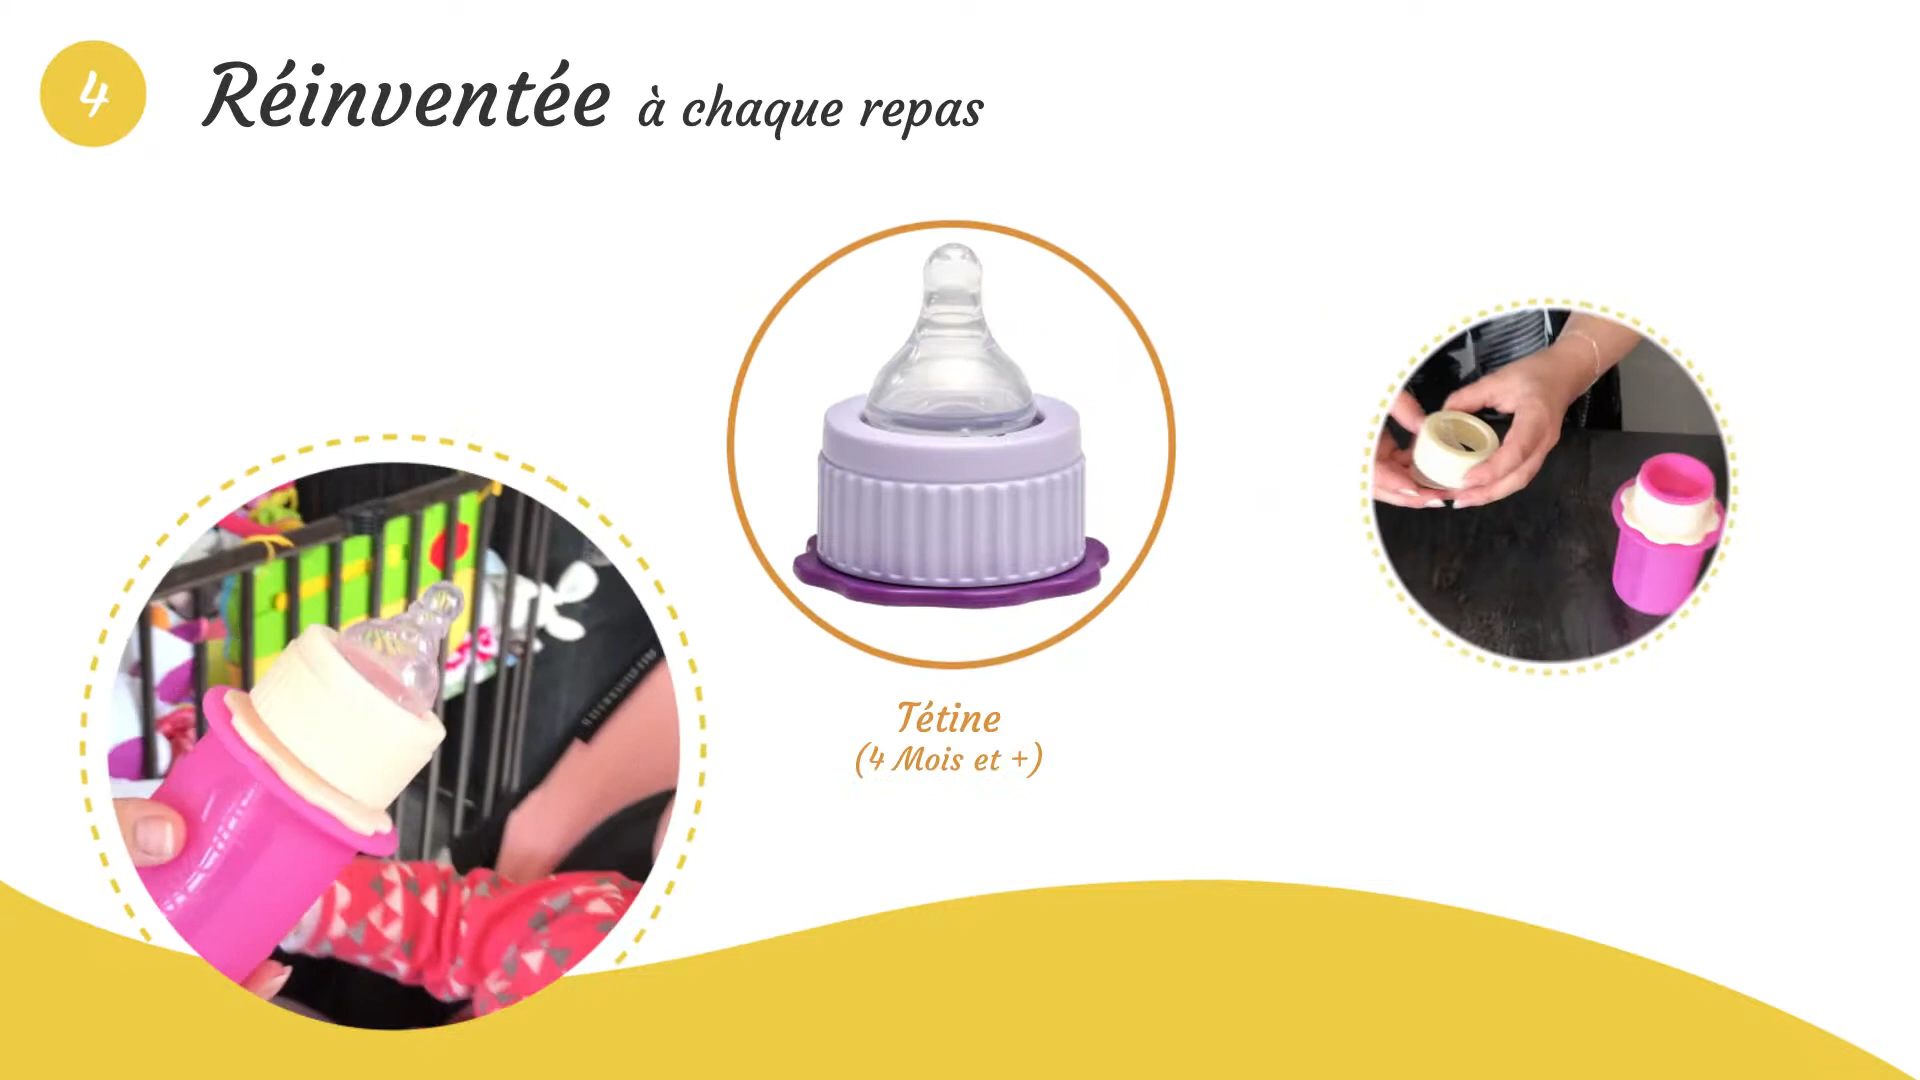 4
Réinventée à chaque repas
Tétine
(4 Mois et +)